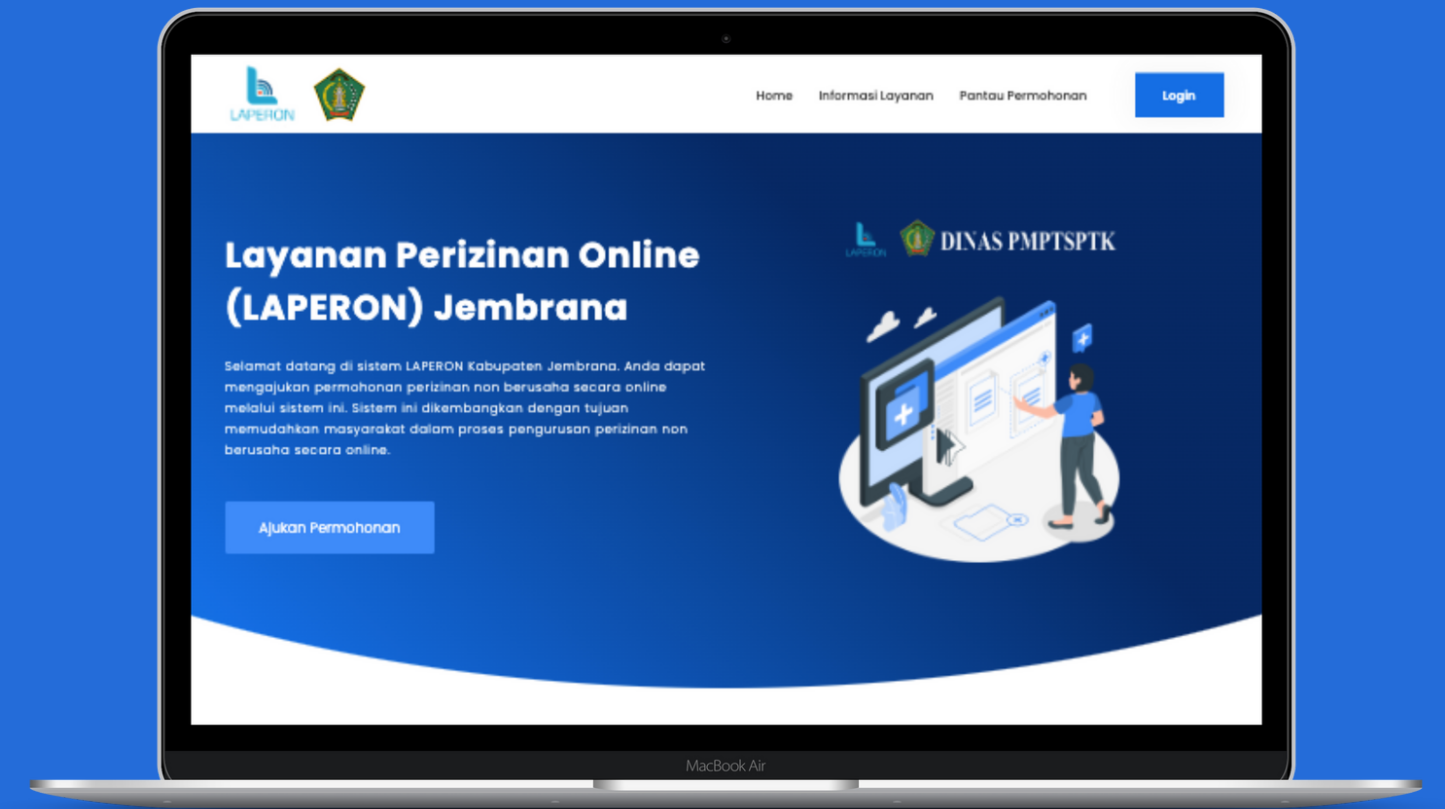 LAPERON
Home Informasi Layanan Pantau Permohonan Login
Layanan Perizinan Online
(LAPERON) Jembrana
Selamat datang di sistem LAPERON Kabupaten Jembrana. Anda dapat
mengajukan permohonan perizinan non berusaha secara online
melalui sistem ini. Sistem ini dikembangkan dengan tujuan
memudahkan masyarakat dalam proses pengurusan perizinan non
berusaha secara online.
Ajukan Permohonan
LAPERON DINAS PMPTSPTK
MacBook Air